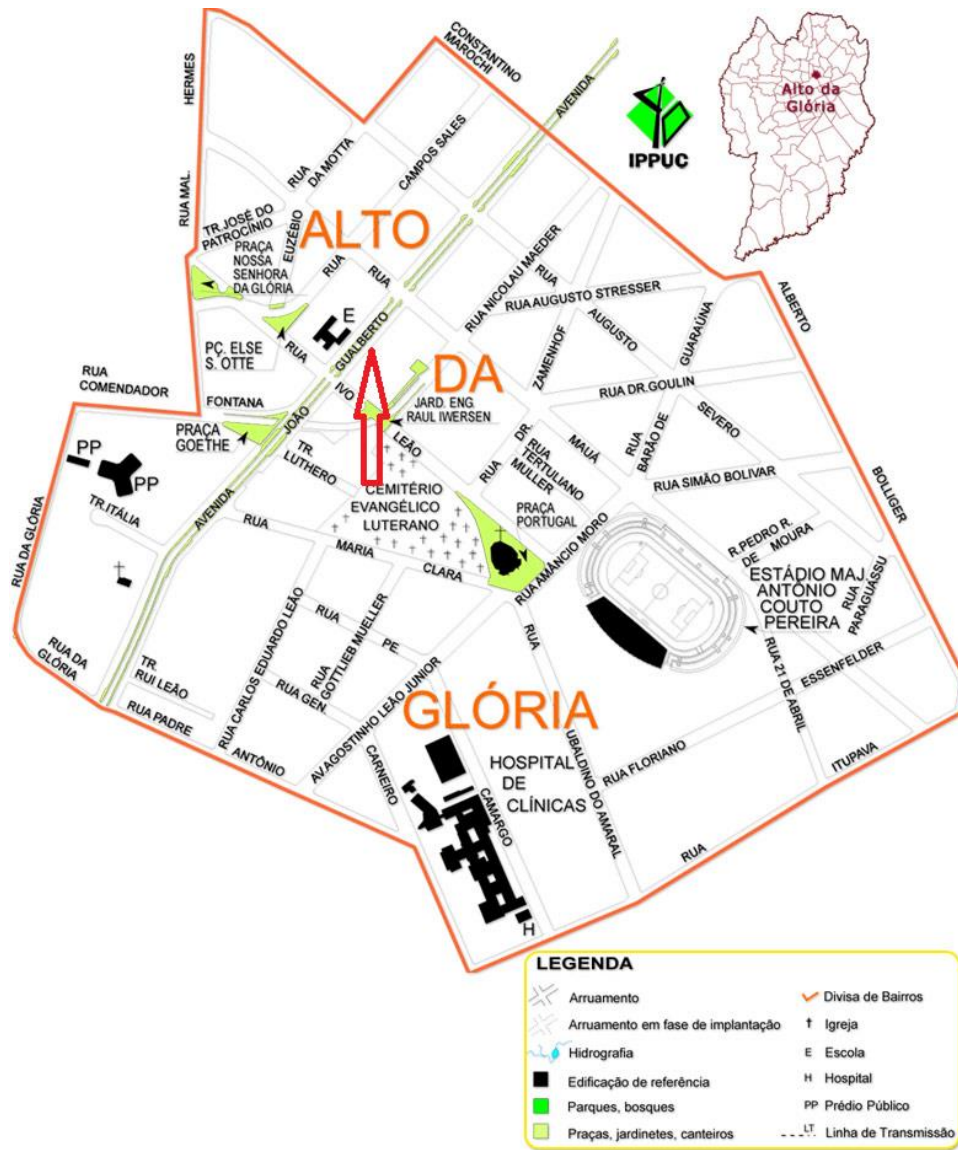 CONSTANTINO
MAROCHI
HERMES
AVENIDA
IPPUC
Alto da
Glória
RUA
DA MOTTA
CAMPOS SALES
RUA MAL.
TR. JOSÉ DO
PATROCÍNIO
EUZÉBIO
ALTO
PRAÇA
NOSSA
SENHORA
DA GLÓRIA
RUA
RUA
RUA NICOLAU MAEDER
RUA
RUA AUGUSTO STRESSER
ALBERTO
E
GUALBERTO
PÇ. ELSE
S. OTTE
RUA
AUGUSTO
GUARAÚNA
ZAMENHOF
RUA
COMENDADOR
FONTANA
IVO
DA
JARD. ENG.
RAUL IWERSEN
RUA DR.GOULIN
PRAÇA
GOETHE
JOÃO
LEÃO
SEVERO
PP
PP
TR.
LUTHERO
DR.
RUA
TERTULIANO
MULLER
MAUÁ
RUA
BARÃO DE
RUA
RUA SIMÃO BOLIVAR
BOLLIGER
TR.ITÁLIA
AVENIDA
CEMITÉRIO
EVANGÉLICO
LUTERANO
PRAÇA
PORTUGAL
RUA
MARIA
CLARA
RUA AMÂNCIO MORO
R. PEDRO R.
DE MOURA
RUA DA GLÓRIA
ESTÁDIO MAJ.
ANTÔNIO
COUTO
PEREIRA
RUA
PARAGUASSU
RUA
PE.
RUA
RUA DA
GLÓRIA
TR.
RUI LEÃO
RUA CARLOS EDUARDO LEÃO
RUA
GOTTLIEB MUELLER
RUA GEN.
RUA 21 DE ABRIL
ESSENFELDER
RUA PADRE
ANTÔNIO
AV.AGOSTINHO LEÃO JUNIOR
GLÓRIA
CARNEIRO
CAMARGO
HOSPITAL
DE
CLÍNICAS
UBALDINO DO AMARAL
RUA FLORIANO
ITUPAVA
RUA
H
LEGENDA
Arruamento
Arruamento em fase de implantação
Hidrografia
Edificação de referência
Parques, bosques
Praças, jardinetes, canteiros
Divisa de Bairros
Igreja
E Escola
H Hospital
PP Prédio Público
LT Linha de Transmissão